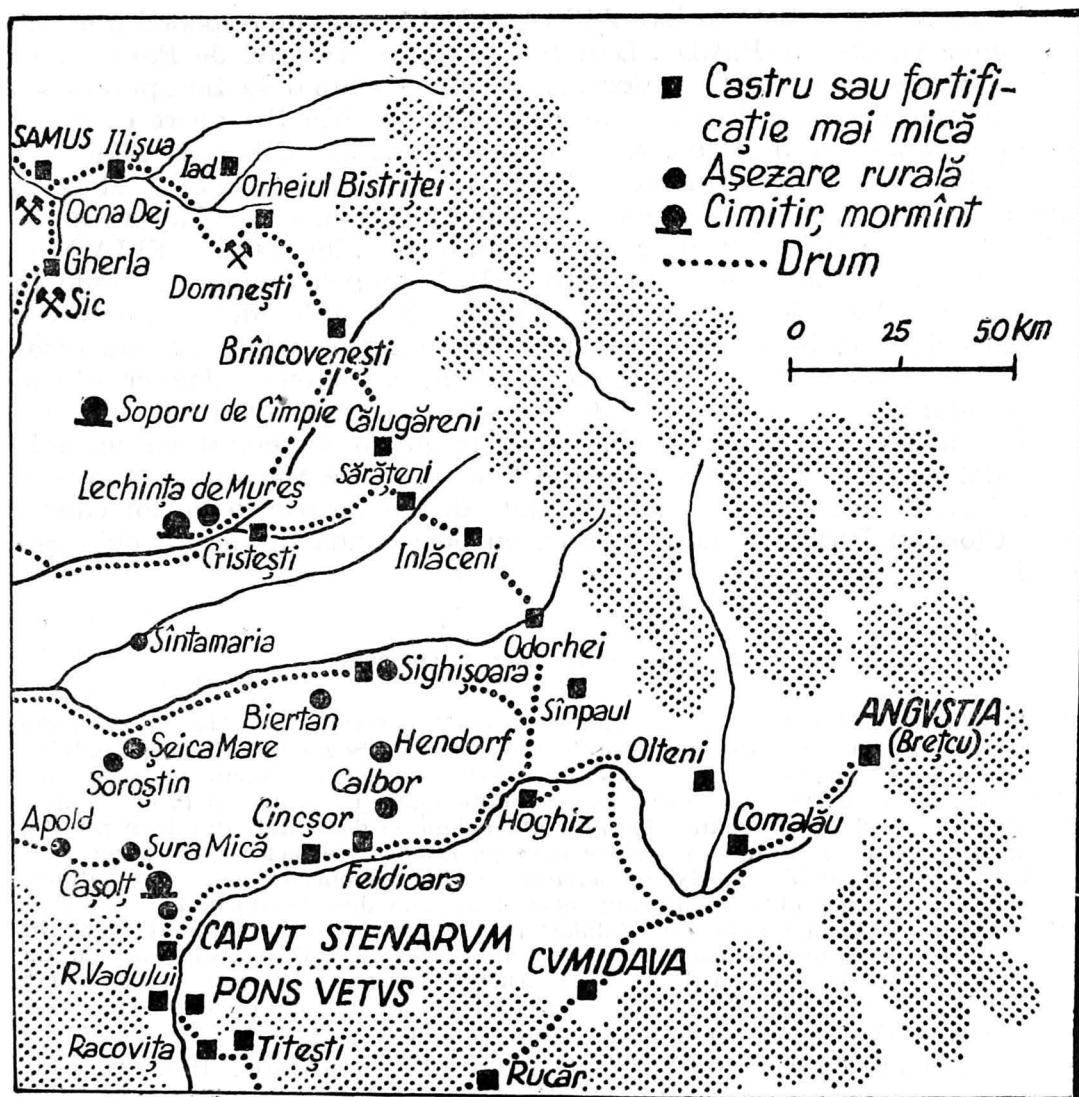 Castru sau fortifi-
cație mai mică
Așezare rurală
Cimitir, mormînt
Drum
0 25 50 km
SAMUS
Ilișua
Iad
Orheiul Bistriței
Ocna Dej
Gherla
Domnești
Sic
Brîncovenești
Soporu de Cîmpie
Călugăreni
Sărățeni
Lechința de Mureș
Cristești
Inlăceni
Odorhei
Sîntamaria
Sighișoara
Biertan
Sînpaul
ANGVSTIA
(Brețcu)
Șeica Mare
Hendorf
Olteni
Soroștin
Calbor
Apold
Cincșor
Hoghiz
Comalău
Sura Mică
Feldioara
Cașolț
CAPVT STENARVM
CVMIDAVA
R.Vadului
PONS VETVS
Racovița
Titești
Rucăr